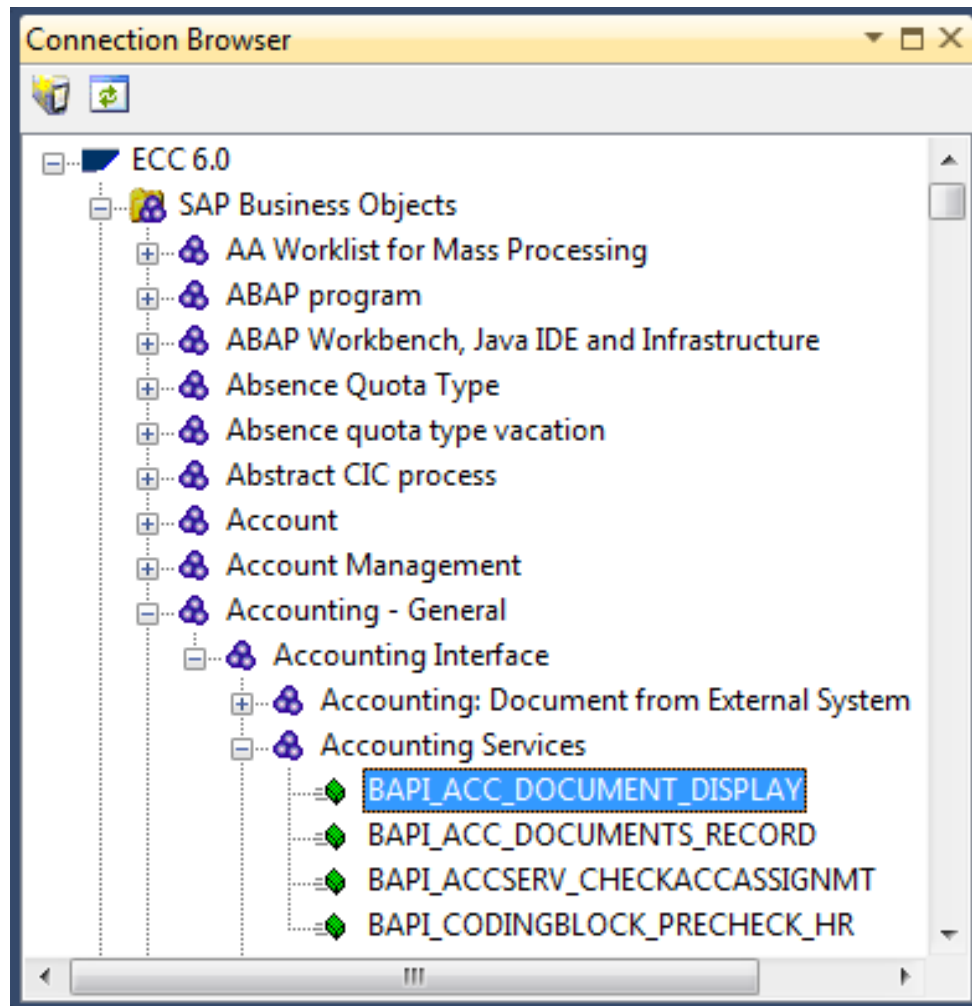 Connection Browser
ECC 6.0
SAP Business Objects
AA Worklist for Mass Processing
ABAP program
ABAP Workbench, Java IDE and Infrastructure
Absence Quota Type
Absence quota type vacation
Abstract CIC process
Account
Account Management
Accounting - General
Accounting Interface
Accounting: Document from External System
Accounting Services
BAPI_ACC_DOCUMENT_DISPLAY
BAPI_ACC_DOCUMENTS_RECORD
BAPI_ACCSERV_CHECKACCASSIGNMT
BAPI_CODINGBLOCK_PRECHECK_HR